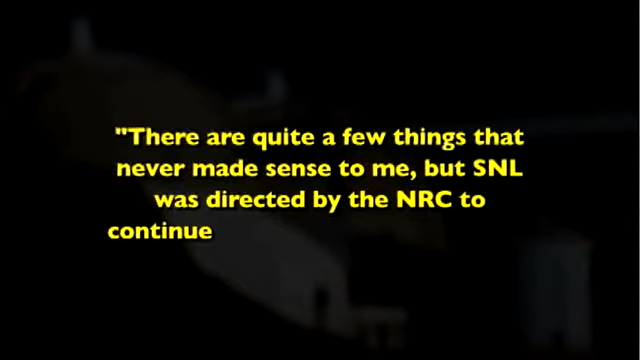 "There are quite a few things that
never made sense to me, but SNL
was directed by the NRC to
continue